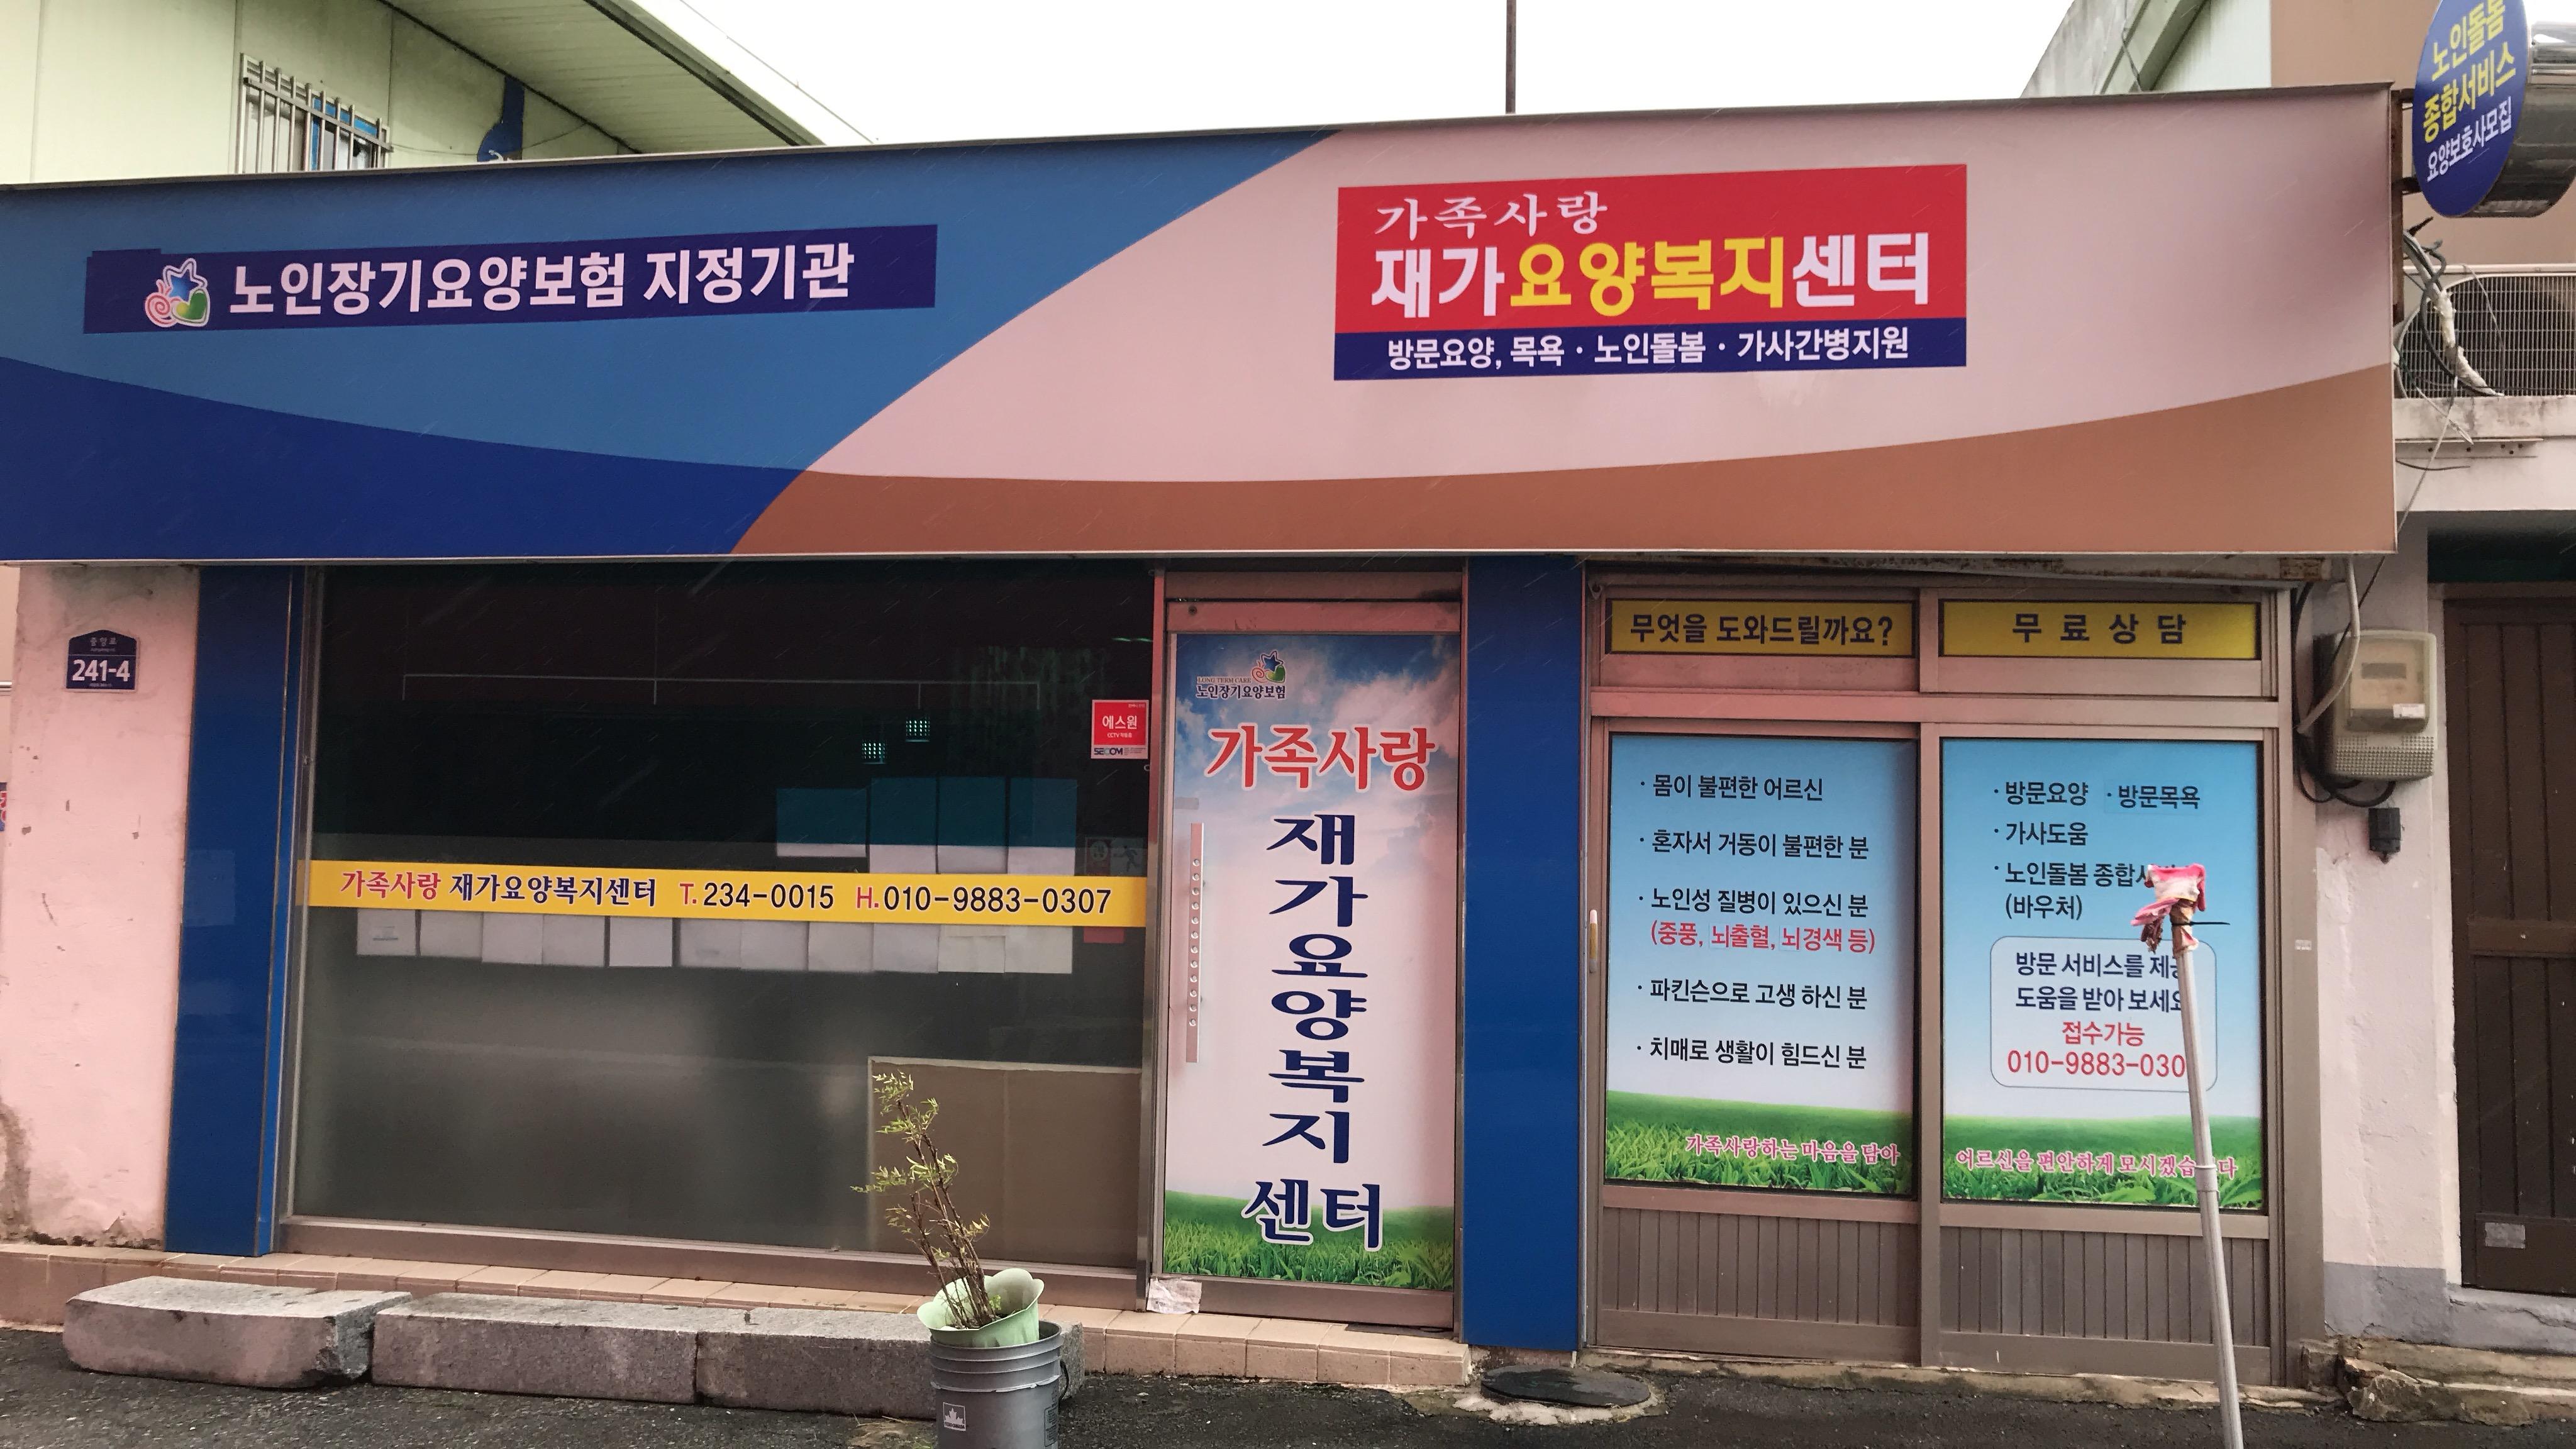 노인돌봄
종합서비스
요양보호사모집
노인장기요양보험 지정기관
가족사랑
재가요양복지센터
방문요양, 목욕 · 노인돌봄 · 가사간병지원
중앙로
241-4
에스원
SECOM
가족사랑 재가요양복지센터 T.234-0015 H.010-9883-0307
LONG TERM CARE
노인장기요양보험
가족사랑
재
가
요
양
복
지
센터
무엇을 도와드릴까요?
· 몸이 불편한 어르신
· 혼자서 거동이 불편한 분
· 노인성 질병이 있으신 분
(중풍, 뇌출혈, 뇌경색 등)
· 파킨슨으로 고생 하신 분
· 치매로 생활이 힘드신 분
가족사랑하는 마음을 담아
무 료 상 담
· 방문요양 · 방문목욕
· 가사도움
· 노인돌봄
(바우처)
방문 서비스를
도움을 받아
접수가능
010-9883-030
어르신을 편안하게